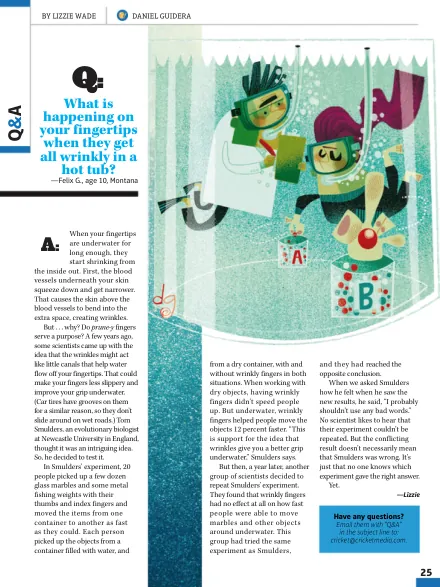 BY LIZZIE WADE
DANIEL GUIDERA
Q&A
Q:
What is
happening on
your fingertips
when they get
all wrinkly in a
hot tub?
—Felix G., age 10, Montana
A:
When your fingertips
are underwater for
long enough, they
start shrinking from
the inside out. First, the blood
vessels underneath your skin
squeeze down and get narrower.
That causes the skin above the
blood vessels to bend into the
extra space, creating wrinkles.
But . . . why? Do prune-y fingers
serve a purpose? A few years ago,
some scientists came up with the
idea that the wrinkles might act
like little canals that help water
flow off your fingertips. That could
make your fingers less slippery and
improve your grip underwater.
(Car tires have grooves on them
for a similar reason, so they don't
slide around on wet roads.) Tom
Smulders, an evolutionary biologist
at Newcastle University in England,
thought it was an intriguing idea.
So, he decided to test it.
In Smulders' experiment, 20
people picked up a few dozen
glass marbles and some metal
fishing weights with their
thumbs and index fingers and
moved the items from one
container to another as fast
as they could. Each person
picked up the objects from a
container filled with water, and
from a dry container, with and
without wrinkly fingers in both
situations. When working with
dry objects, having wrinkly
fingers didn't speed people
up. But underwater, wrinkly
fingers helped people move the
objects 12 percent faster. "This
is support for the idea that
wrinkles give you a better grip
underwater," Smulders says.
But then, a year later, another
group of scientists decided to
repeat Smulders' experiment.
They found that wrinkly fingers
had no effect at all on how fast
people were able to move
marbles and other objects
around underwater. This
group had tried the same
experiment as Smulders,
and they had reached the
opposite conclusion.
When we asked Smulders
how he felt when he saw the
new results, he said, "I probably
shouldn't use any bad words."
No scientist likes to hear that
their experiment couldn't be
repeated. But the conflicting
result doesn't necessarily mean
that Smulders was wrong. It's
just that no one knows which
experiment gave the right answer.
Yet.
—Lizzie
Have any questions?
Email them with "Q&A"
in the subject line to:
cricket@cricketmedia.com.
A
B
dg
25